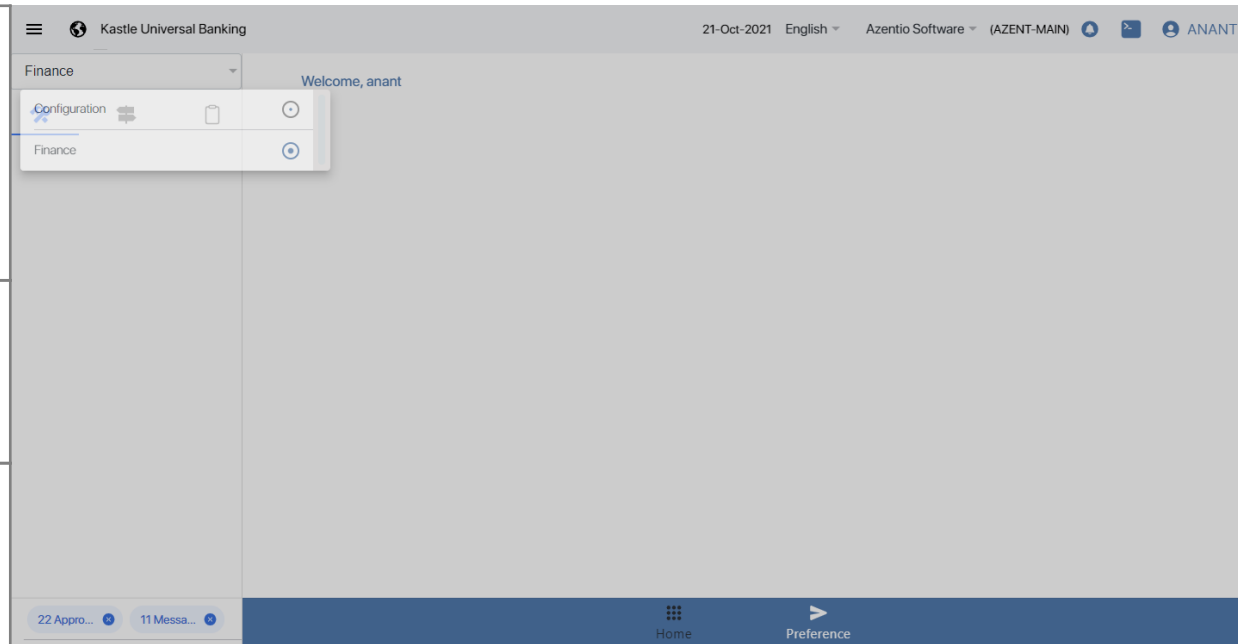 Kastle Universal Banking
21-Oct-2021 English Azentio Software (AZENT-MAIN) ANANT
Finance
Welcome, anant
Configuration
Finance
22 Appro... 11 Messa...
Home Preference